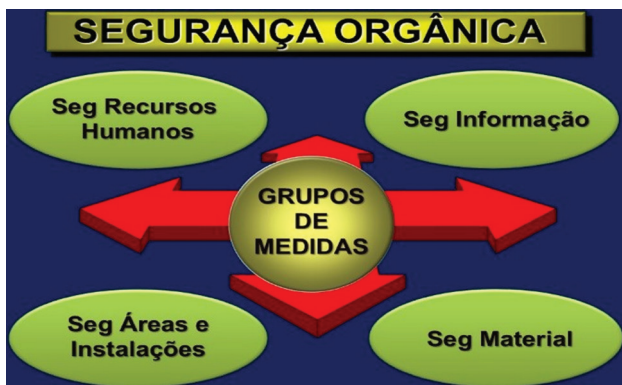 SEGURANÇA ORGÂNICA
Seg Recursos
Humanos
Seg Informação
GRUPOS
DE
MEDIDAS
Seg Áreas e
Instalações
Seg Material